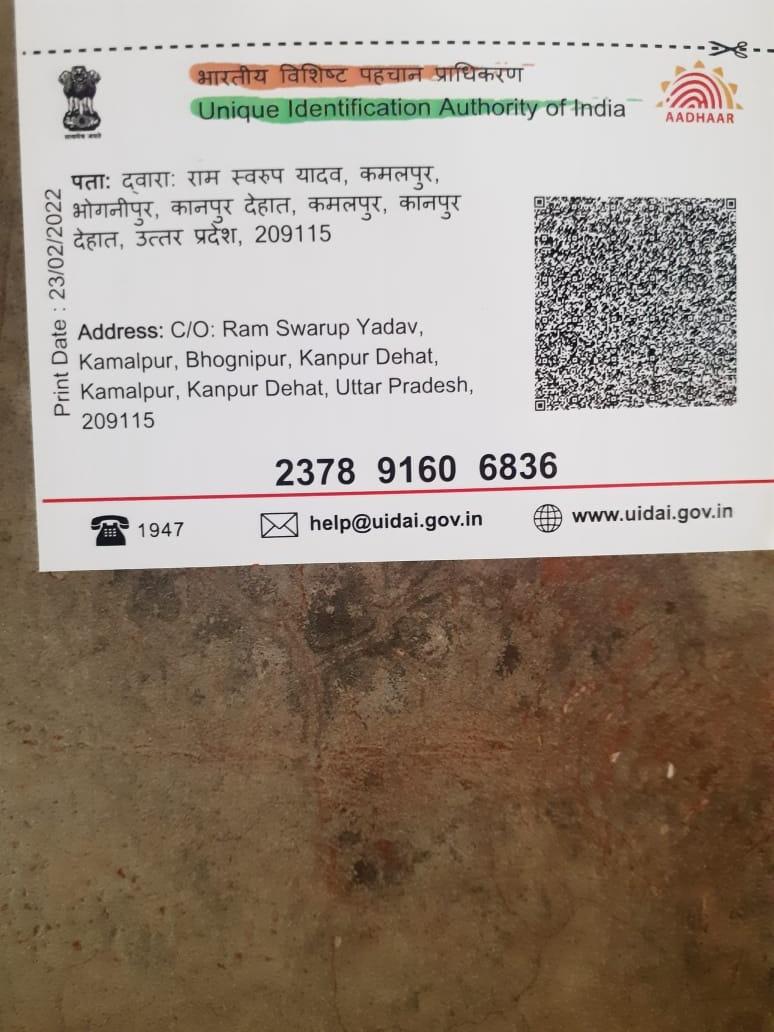 भारतीय विशिष्ट पहचान प्राधिकरण
Unique Identification Authority of India
AADHAAR
सत्यमेव जयते
पता: द्वारा: राम स्वरुप यादव, कमलपुर,
भोगनीपुर, कानपुर देहात, कमलपुर, कानपुर
देहात, उत्तर प्रदेश, 209115
Print Date : 23/02/2022
Address: C/O: Ram Swarup Yadav,
Kamalpur, Bhognipur, Kanpur Dehat,
Kamalpur, Kanpur Dehat, Uttar Pradesh,
209115
2378 9160 6836
1947
help@uidai.gov.in
www.uidai.gov.in